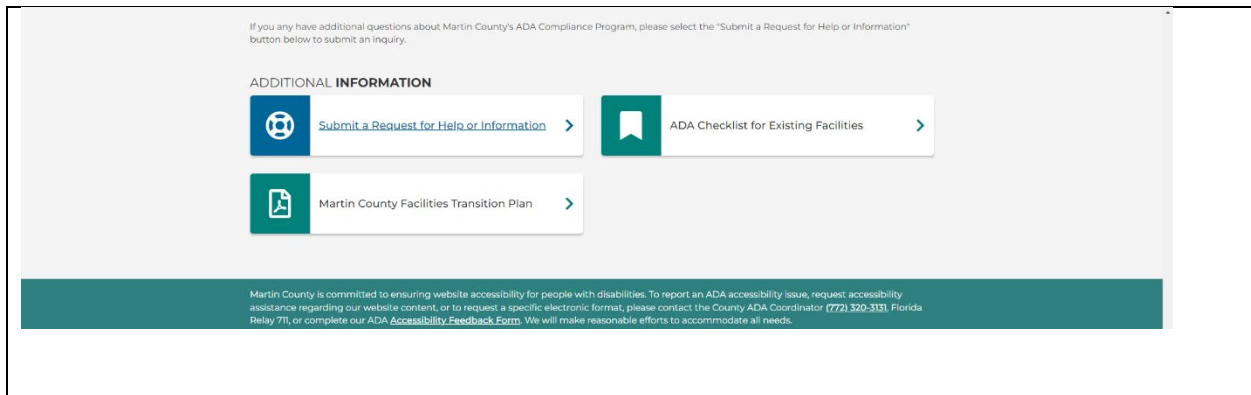 If you any have additional questions about Martin County's ADA Compliance Program, please select the "Submit a Request for Help or Information"
button below to submit an inquiry.
ADDITIONAL INFORMATION
Submit a Request for Help or Information
ADA Checklist for Existing Facilities
Martin County Facilities Transition Plan
Martin County is committed to ensuring website accessibility for people with disabilities. To report an ADA accessibility issue, request accessibility
assistance regarding our website content, or to request a specific electronic format, please contact the County ADA Coordinator (772) 320-3131, Florida
Relay 711, or complete our ADA Accessibility Feedback Form. We will make reasonable efforts to accommodate all needs.